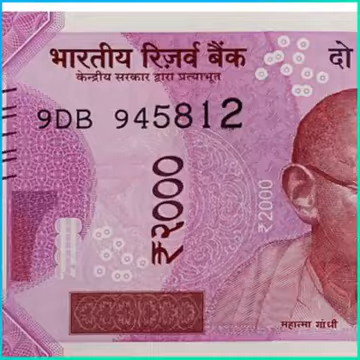 भारतीय रिज़र्व बैंक
केन्द्रीय सरकार द्वारा प्रत्याभूत
दो
9DB 945812
₹२०००
₹2000
महात्मा गांधी